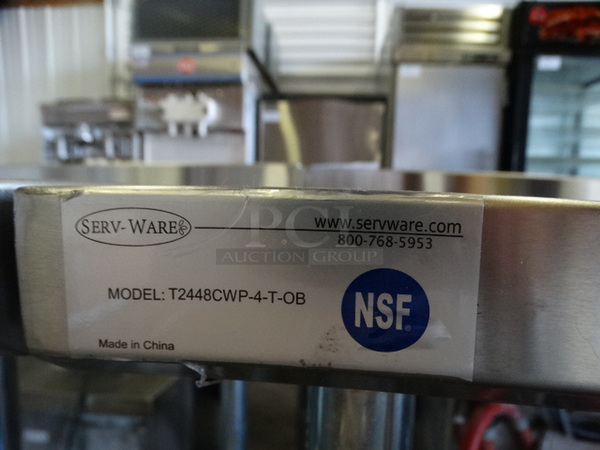 SERV-WARE
www.servware.com
800-768-5953
PCI
AUCTION GROUP
MODEL: T2448CWP-4-T-OB
NSF
Made in China